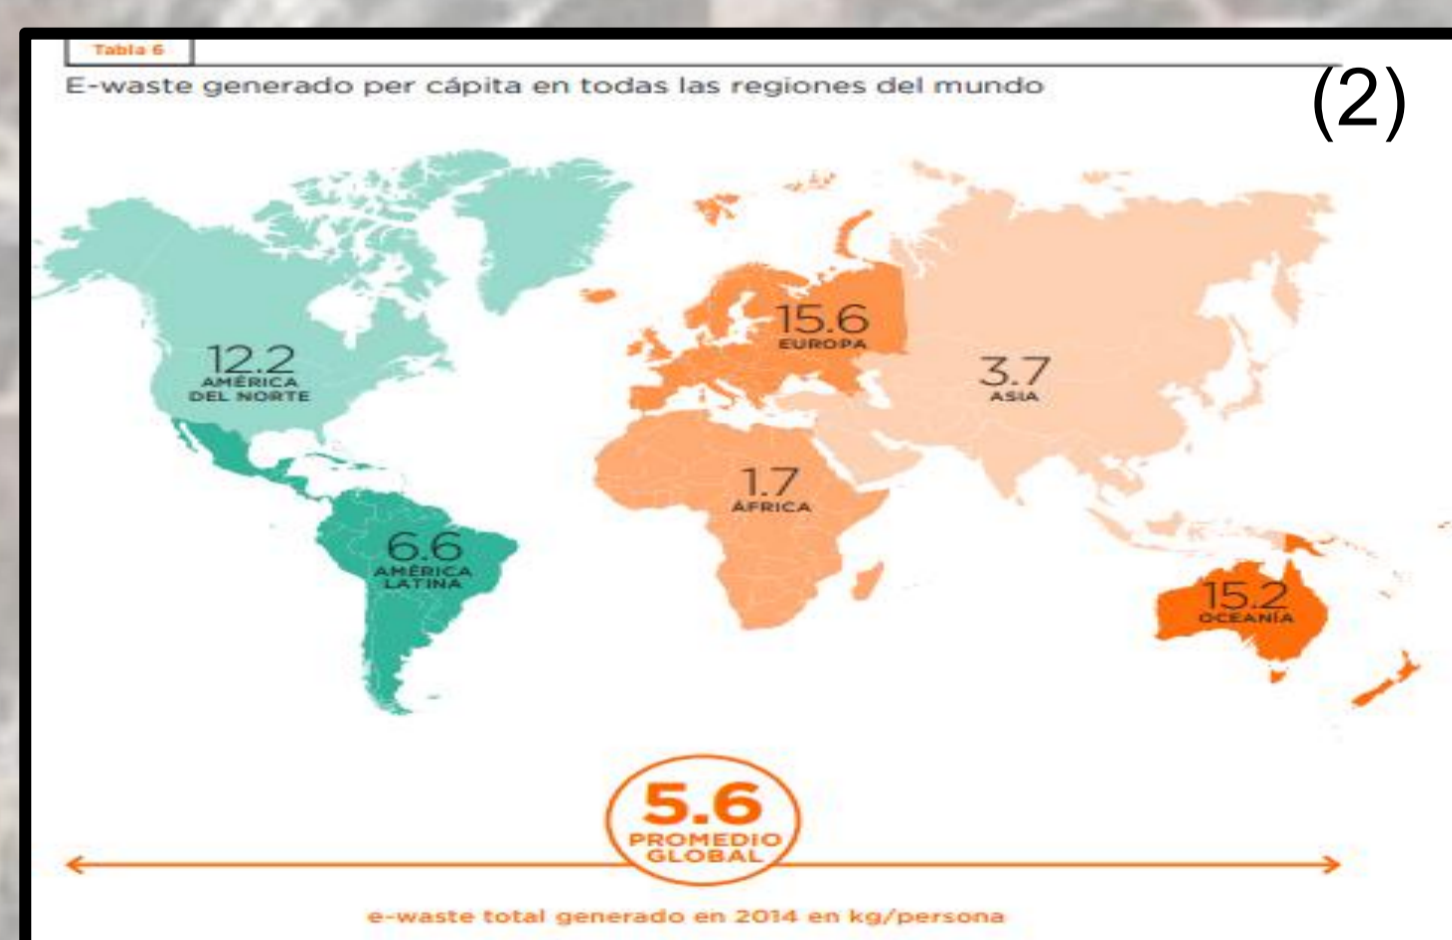 Tabla 6
E-waste generado per cápita en todas las regiones del mundo
(2)
12.2
AMÉRICA
DEL NORTE
15.6
EUROPA
3.7
ASIA
1.7
ÁFRICA
6.6
AMÉRICA
LATINA
15.2
OCEANÍA
5.6
PROMEDIO
GLOBAL
e-waste total generado en 2014 en kg/persona